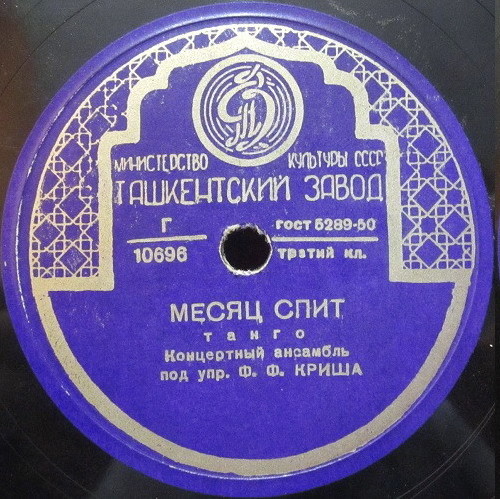 МИНИСТЕРСТВО КУЛЬТУРЫ СССР
ТАШКЕНТСКИЙ ЗАВОД
Г ГОСТ 5289-50
10696 третий кл.
МЕСЯЦ СПИТ
танго
Концертный ансамбль
под упр. Ф. Ф. КРИША